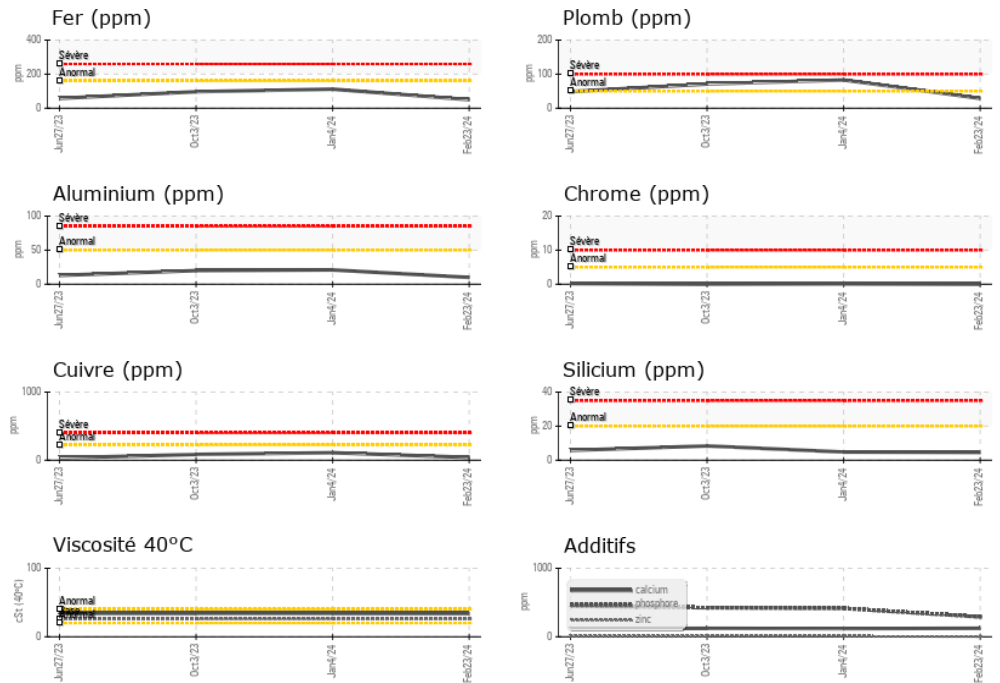 Fer (ppm)
400
200
0
ppm
Sévère
Anormal
Jun27/23
Oct3/23
Jan4/24
Feb23/24
Plomb (ppm)
200
100
0
ppm
Sévère
Anormal
Jun27/23
Oct3/23
Jan4/24
Feb23/24
Aluminium (ppm)
100
50
0
ppm
Sévère
Anormal
Jun27/23
Oct3/23
Jan4/24
Feb23/24
Chrome (ppm)
20
10
0
ppm
Sévère
Anormal
Jun27/23
Oct3/23
Jan4/24
Feb23/24
Cuivre (ppm)
1000
0
ppm
Sévère
Anormal
Jun27/23
Oct3/23
Jan4/24
Feb23/24
Silicium (ppm)
40
20
0
ppm
Sévère
Anormal
Jun27/23
Oct3/23
Jan4/24
Feb23/24
Viscosité 40°C
100
0
cSt (40°C)
Anormal
Anormal
Jun27/23
Oct3/23
Jan4/24
Feb23/24
Additifs
1000
0
ppm
calcium
phosphore
zinc
Jun27/23
Oct3/23
Jan4/24
Feb23/24